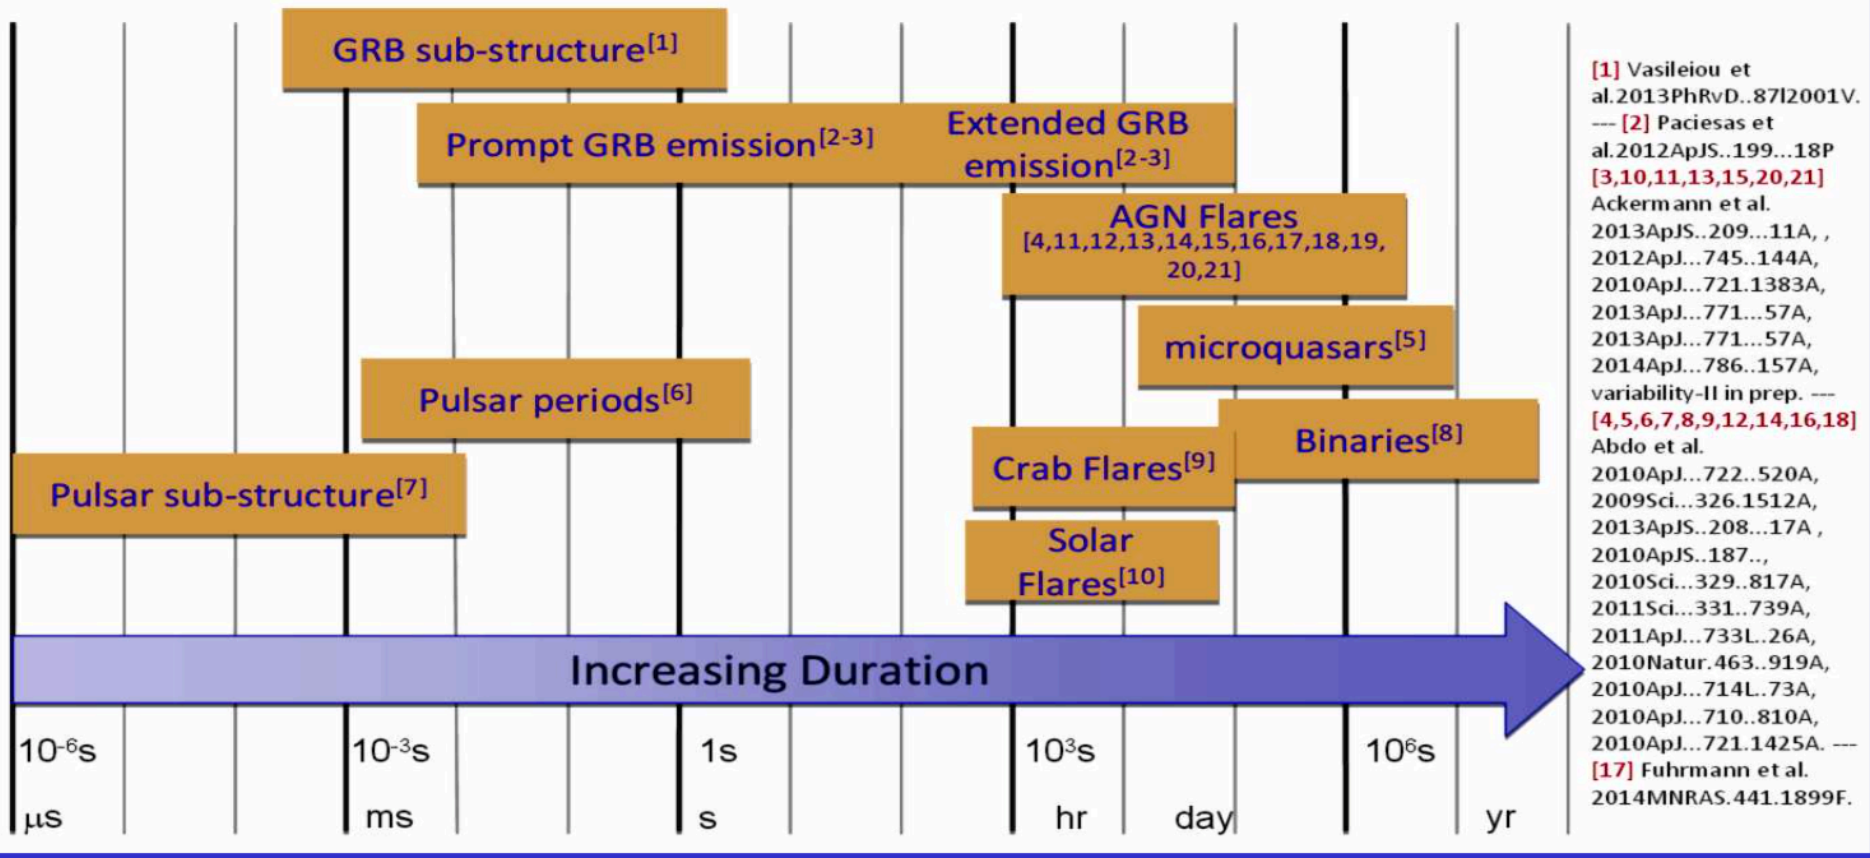 GRB sub-structure[1]
Prompt GRB emission[2-3]
Extended GRB
emission[2-3]
AGN Flares
[4,11,12,13,14,15,16,17,18,19,
20,21]
microquasars[5]
Pulsar periods[6]
Binaries[8]
Crab Flares[9]
Pulsar sub-structure[7]
Solar
Flares[10]
Increasing Duration
10-6s 10-3s 1s 103s 106s
μs ms s hr day yr
[1] Vasileiou et
al.2013PhRvD..87l2001V.
--- [2] Paciesas et
al.2012ApJS..199...18P
[3,10,11,13,15,20,21]
Ackermann et al.
2013ApJS..209...11A, ,
2012ApJ...745..144A,
2010ApJ...721.1383A,
2013ApJ...771...57A,
2013ApJ...771...57A,
2014ApJ...786..157A,
variability-II in prep. ---
[4,5,6,7,8,9,12,14,16,18]
Abdo et al.
2010ApJ...722..520A,
2009Sci...326.1512A,
2013ApJS..208...17A ,
2010ApJS..187..,
2010Sci...329..817A,
2011Sci...331..739A,
2011ApJ...733L..26A,
2010Natur.463..919A,
2010ApJ...714L..73A,
2010ApJ...710..810A,
2010ApJ...721.1425A. ---
[17] Fuhrmann et al.
2014MNRAS.441.1899F.